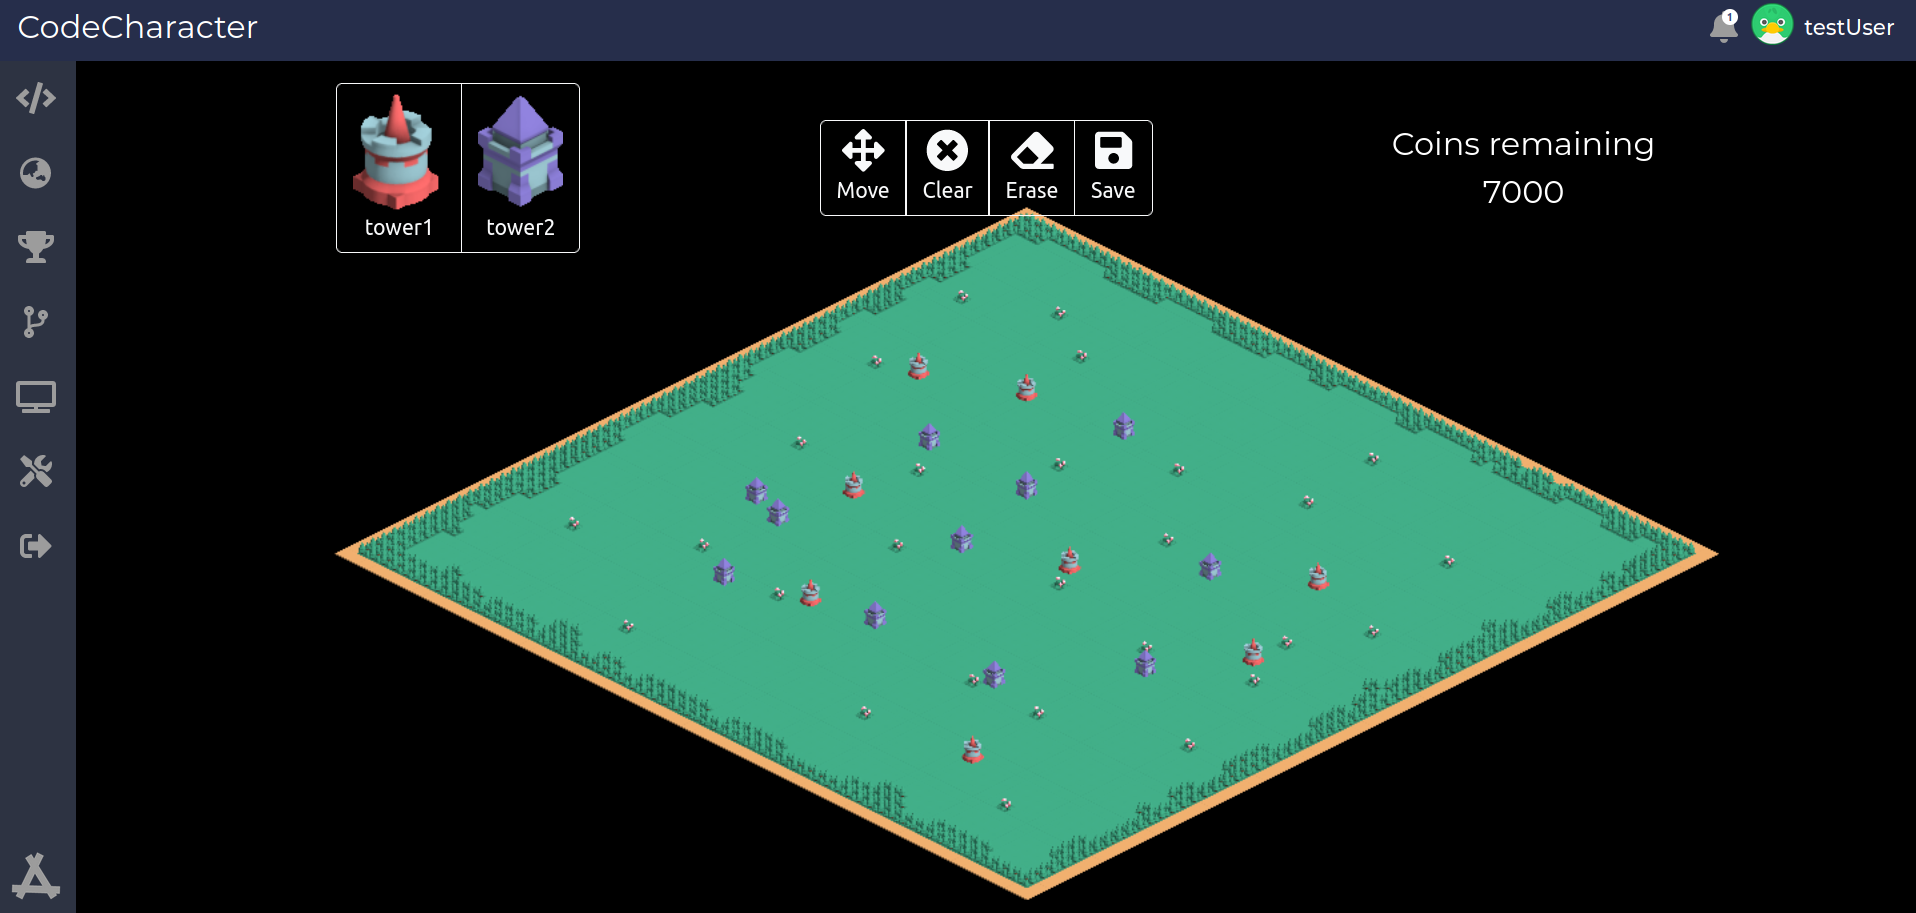 CodeCharacter
1
testUser
tower1
tower2
Move
Clear
Erase
Save
Coins remaining
7000